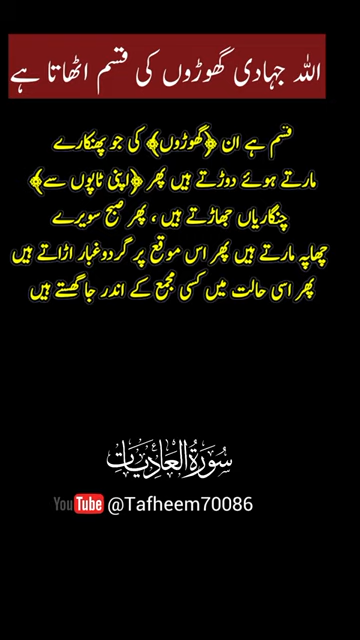 اللہ جہادی گھوڑوں کی قسم اٹھاتا ہے
قسم ہے ان ﴿گھوڑوں﴾ کی جو پھنکارے
مارتے ہوئے دوڑتے ہیں پھر ﴿اپنی ٹاپوں سے﴾
چنگاریاں جھاڑتے ہیں ، پھر صبح سویرے
چھاپہ مارتے ہیں پھر اس موقع پر گردوغبار اڑاتے ہیں
پھر اسی حالت میں کسی مجمع کے اندر جا گھستے ہیں
سُوۡرَةُ الۡعَادِيَاتِ
YouTube @Tafheem70086